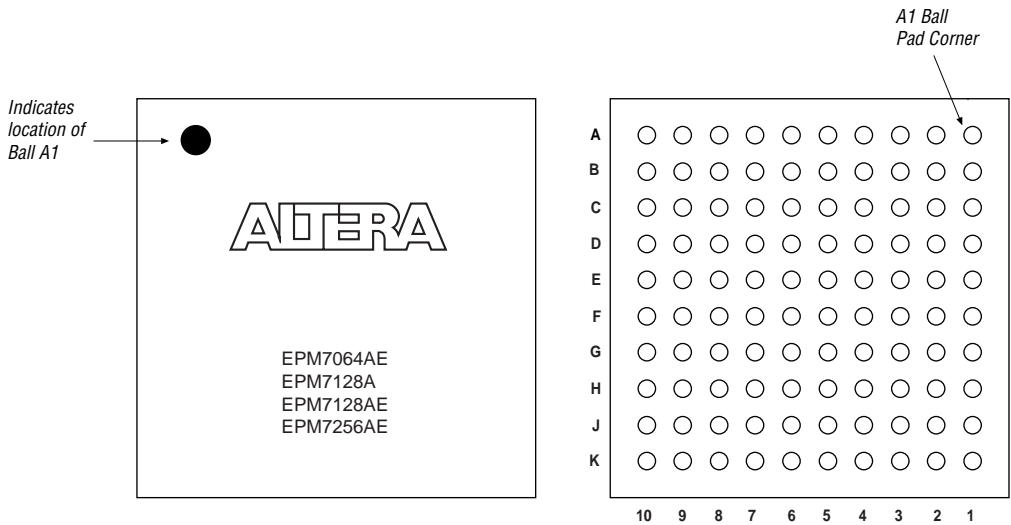 A1 Ball
Pad Corner
Indicates
location of
Ball A1
ALTERA
EPM7064AE
EPM7128A
EPM7128AE
EPM7256AE
A
B
C
D
E
F
G
H
J
K
10 9 8 7 6 5 4 3 2 1